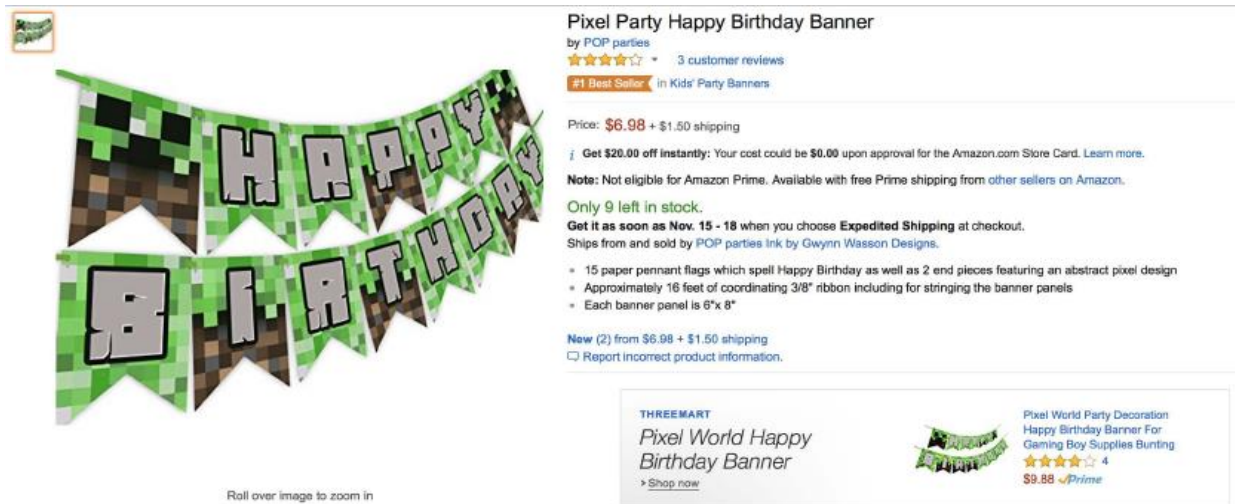 Pixel Party Happy Birthday Banner
by POP parties
3 customer reviews
#1 Best Seller in Kids' Party Banners
Price: $6.98 + $1.50 shipping
i Get $20.00 off instantly: Your cost could be $0.00 upon approval for the Amazon.com Store Card. Learn more.
Note: Not eligible for Amazon Prime. Available with free Prime shipping from other sellers on Amazon.
Only 9 left in stock.
Get it as soon as Nov. 15 - 18 when you choose Expedited Shipping at checkout.
Ships from and sold by POP parties Ink by Gwynn Wasson Designs.
15 paper pennant flags which spell Happy Birthday as well as 2 end pieces featuring an abstract pixel design
Approximately 16 feet of coordinating 3/8" ribbon including for stringing the banner panels
Each banner panel is 6"x 8"
New (2) from $6.98 + $1.50 shipping
Report incorrect product information.
HAPPY
BIRTHDAY
Roll over image to zoom in
THREEMART
Pixel World Happy
Birthday Banner
› Shop now
Pixel World Party Decoration
Happy Birthday Banner For
Gaming Boy Supplies Bunting
4
$9.88 Prime